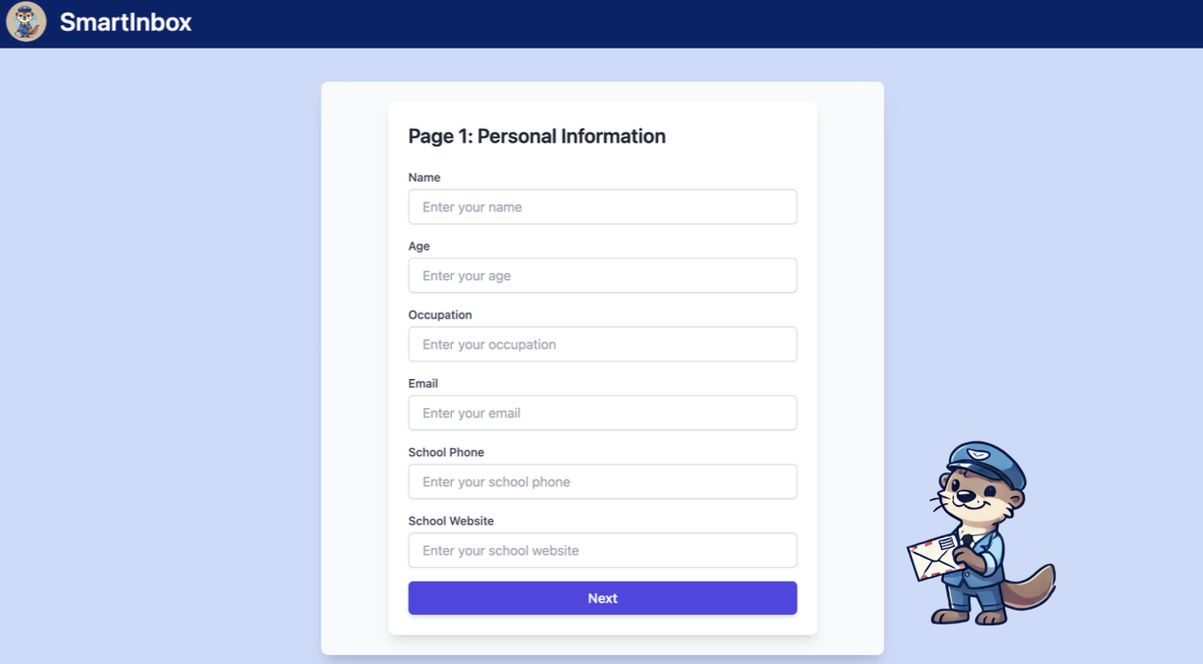 SmartInbox
Page 1: Personal Information
Name
Enter your name
Age
Enter your age
Occupation
Enter your occupation
Email
Enter your email
School Phone
Enter your school phone
School Website
Enter your school website
Next